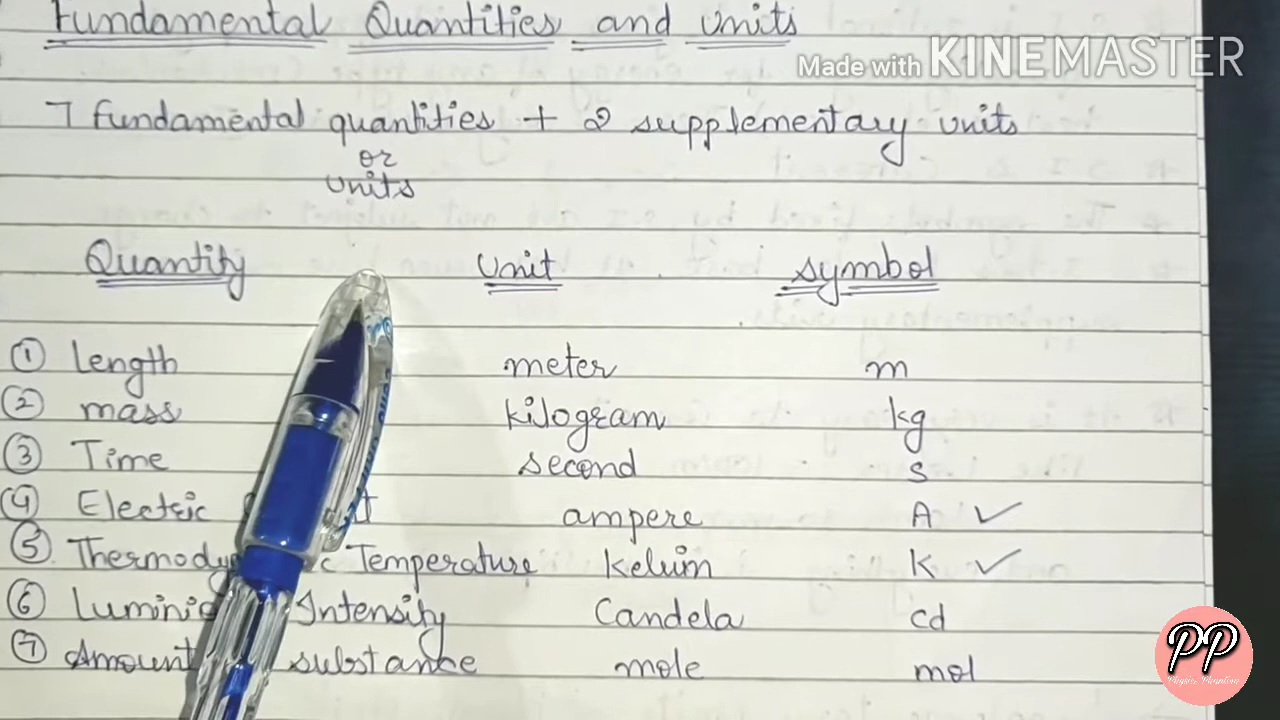 Fundamental Quantities and Units
Made with KINEMASTER
7 fundamental quantities + 2 supplementary units
or
units
Quantity Unit Symbol
① Length meter m
② mass kilogram kg
③ Time second s
④ Electric ampere A ✓
⑤ Temperature Kelvin K ✓
⑥ Intensity Candela cd
⑦ Amount substance mole mol
PP
Physics Phantom